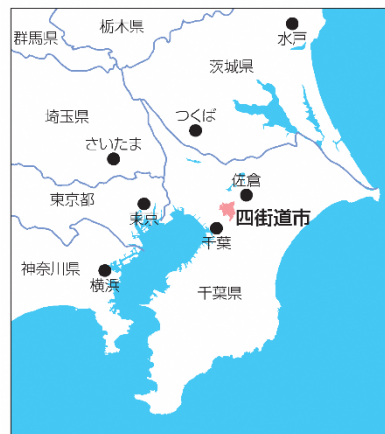 栃木県
群馬県
水戸
茨城県
埼玉県
つくば
さいたま
佐倉
東京都
東京
四街道市
千葉
神奈川県
横浜
千葉県